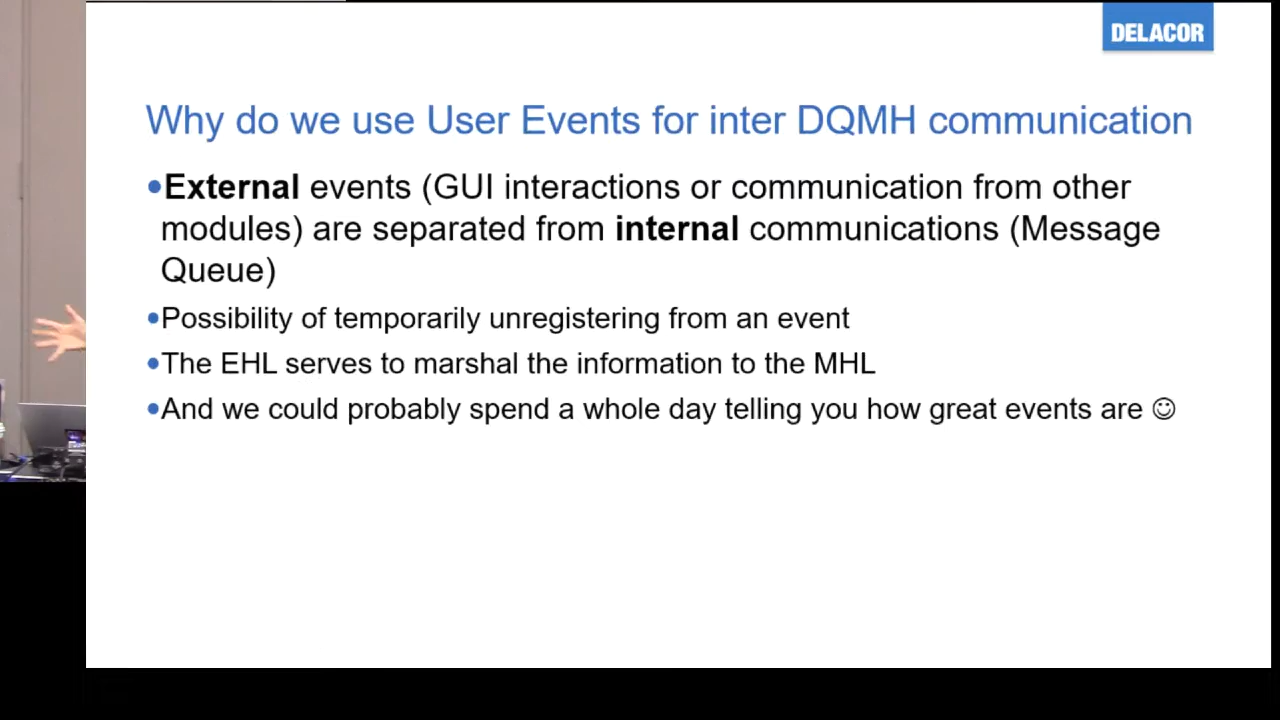 DELACOR
Why do we use User Events for inter DQMH communication
•External events (GUI interactions or communication from other
modules) are separated from internal communications (Message
Queue)
•Possibility of temporarily unregistering from an event
•The EHL serves to marshal the information to the MHL
•And we could probably spend a whole day telling you how great events are ☺